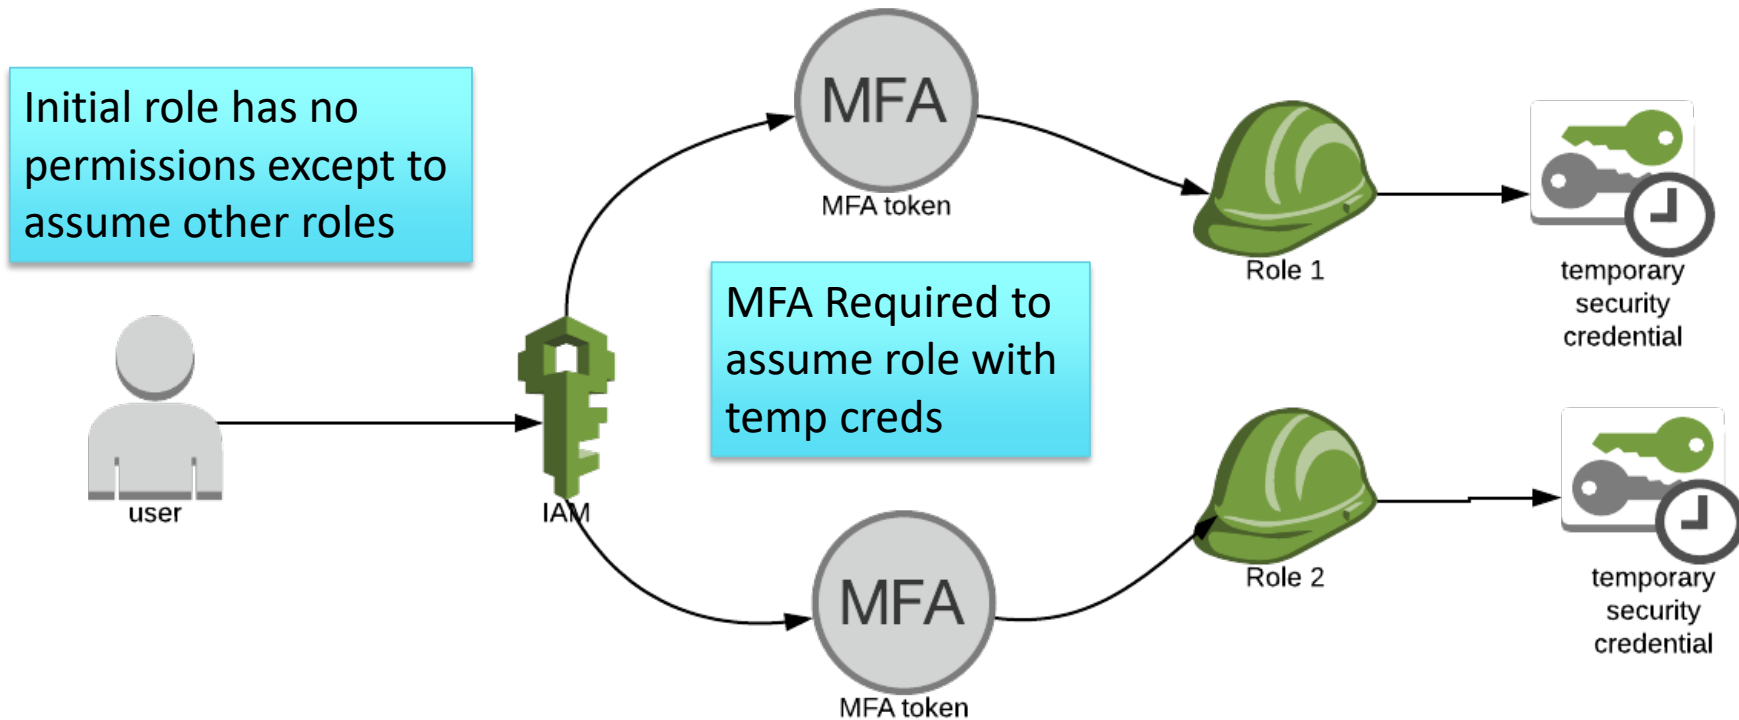 Initial role has no
permissions except to
assume other roles
user
IAM
MFA
MFA token
MFA Required to
assume role with
temp creds
MFA
MFA token
Role 1
temporary
security
credential
Role 2
temporary
security
credential